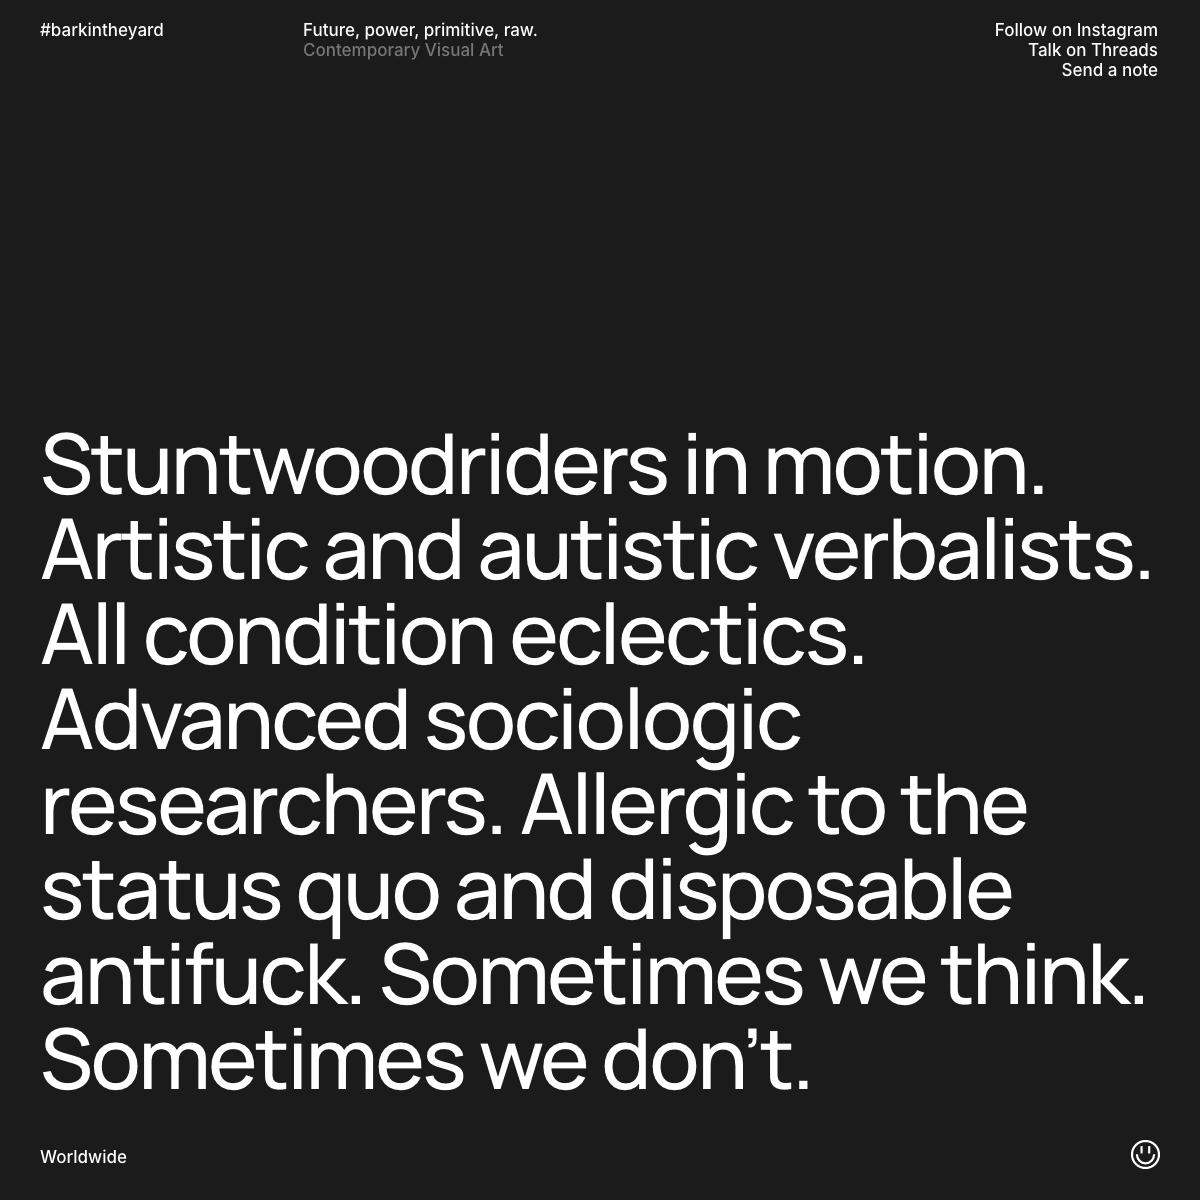 #barkintheyard
Future, power, primitive, raw.
Contemporary Visual Art
Follow on Instagram
Talk on Threads
Send a note
Stuntwoodriders in motion.
Artistic and autistic verbalists.
All condition eclectics.
Advanced sociologic
researchers. Allergic to the
status quo and disposable
antifuck. Sometimes we think.
Sometimes we don’t.
Worldwide